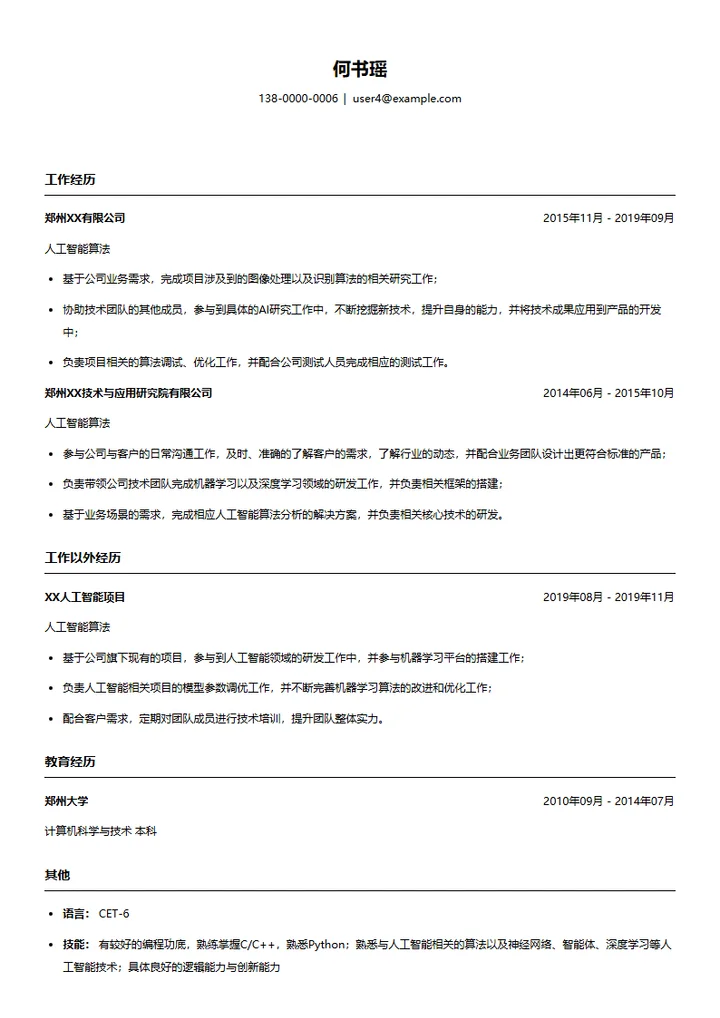 何书瑶
138-0000-0006 | user4@example.com
工作经历
郑州XX有限公司 2015年11月 - 2019年09月
人工智能算法
• 基于公司业务需求，完成项目涉及到的图像处理以及识别算法的相关研究工作；
• 协助技术团队的其他成员，参与到具体的AI研究工作中，不断挖掘新技术，提升自身的能力，并将技术成果应用到产品的开发
中；
• 负责项目相关的算法调试、优化工作，并配合公司测试人员完成相应的测试工作。
郑州XX技术与应用研究院有限公司 2014年06月 - 2015年10月
人工智能算法
• 参与公司与客户的日常沟通工作，及时、准确的了解客户的需求，了解行业的动态，并配合业务团队设计出更符合标准的产品；
• 负责带领公司技术团队完成机器学习以及深度学习领域的研发工作，并负责相关框架的搭建；
• 基于业务场景的需求，完成相应人工智能算法分析的解决方案，并负责相关核心技术的研发。
工作以外经历
XX人工智能项目 2019年08月 - 2019年11月
人工智能算法
• 基于公司旗下现有的项目，参与到人工智能领域的研发工作中，并参与机器学习平台的搭建工作；
• 负责人工智能相关项目的模型参数调优工作，并不断完善机器学习算法的改进和优化工作；
• 配合客户需求，定期对团队成员进行技术培训，提升团队整体实力。
教育经历
郑州大学 2010年09月 - 2014年07月
计算机科学与技术 本科
其他
• 语言： CET-6
• 技能： 有较好的编程功底，熟练掌握C/C++，熟悉Python；熟悉与人工智能相关的算法以及神经网络、智能体、深度学习等人
工智能技术；具体良好的逻辑能力与创新能力